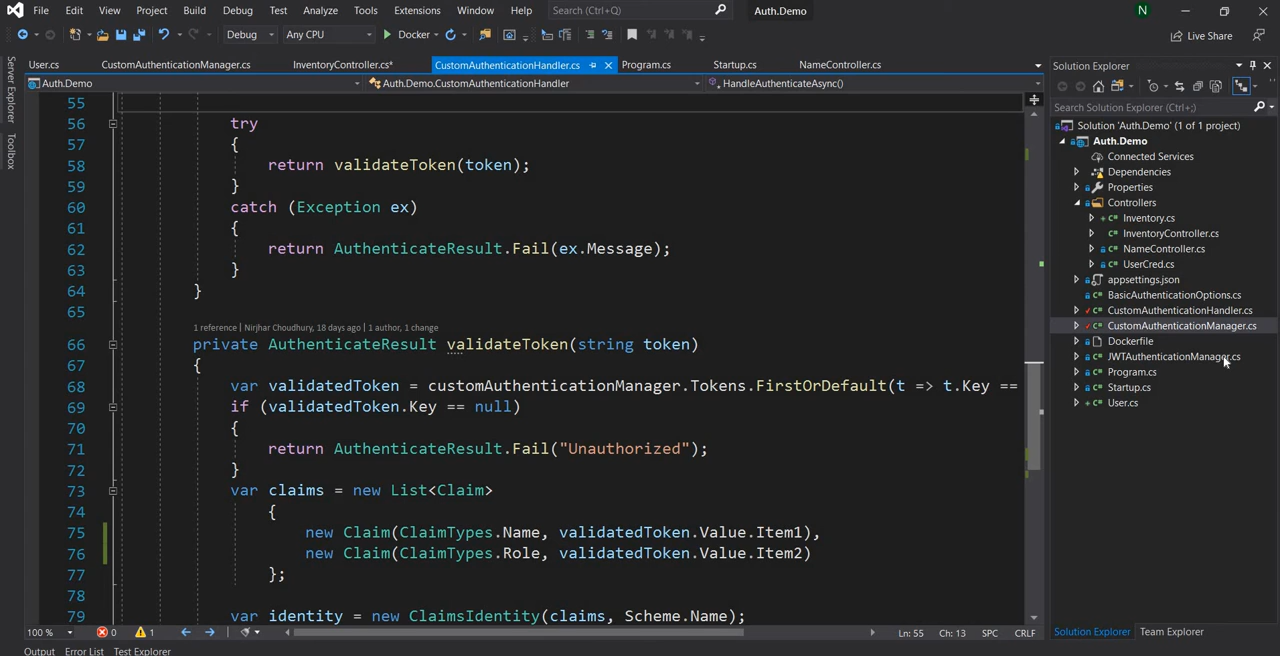 File Edit View Project Build Debug Test Analyze Tools Extensions Window Help Search (Ctrl+Q) Auth.Demo N
Debug Any CPU Docker Live Share
User.cs CustomAuthenticationManager.cs InventoryController.cs* CustomAuthenticationHandler.cs Program.cs Startup.cs NameController.cs
Auth.Demo Auth.Demo.CustomAuthenticationHandler HandleAuthenticateAsync()
Server Explorer
Toolbox
55
56 try
57 {
58 return validateToken(token);
59 }
60 catch (Exception ex)
61 {
62 return AuthenticateResult.Fail(ex.Message);
63 }
64 }
65
1 reference | Nirjhar Choudhury, 18 days ago | 1 author, 1 change
66 private AuthenticateResult validateToken(string token)
67 {
68 var validatedToken = customAuthenticationManager.Tokens.FirstOrDefault(t => t.Key ==
69 if (validatedToken.Key == null)
70 {
71 return AuthenticateResult.Fail("Unauthorized");
72 }
73 var claims = new List<Claim>
74 {
75 new Claim(ClaimTypes.Name, validatedToken.Value.Item1),
76 new Claim(ClaimTypes.Role, validatedToken.Value.Item2)
77 };
78
79 var identity = new ClaimsIdentity(claims, Scheme.Name);
100 % 0 1 Ln: 55 Ch: 13 SPC CRLF
Output Error List Test Explorer
Solution Explorer
Search Solution Explorer (Ctrl+;)
Solution 'Auth.Demo' (1 of 1 project)
Auth.Demo
Connected Services
Dependencies
Properties
Controllers
Inventory.cs
InventoryController.cs
NameController.cs
UserCred.cs
appsettings.json
BasicAuthenticationOptions.cs
CustomAuthenticationHandler.cs
CustomAuthenticationManager.cs
Dockerfile
JWTAuthenticationManager.cs
Program.cs
Startup.cs
User.cs
Solution Explorer Team Explorer